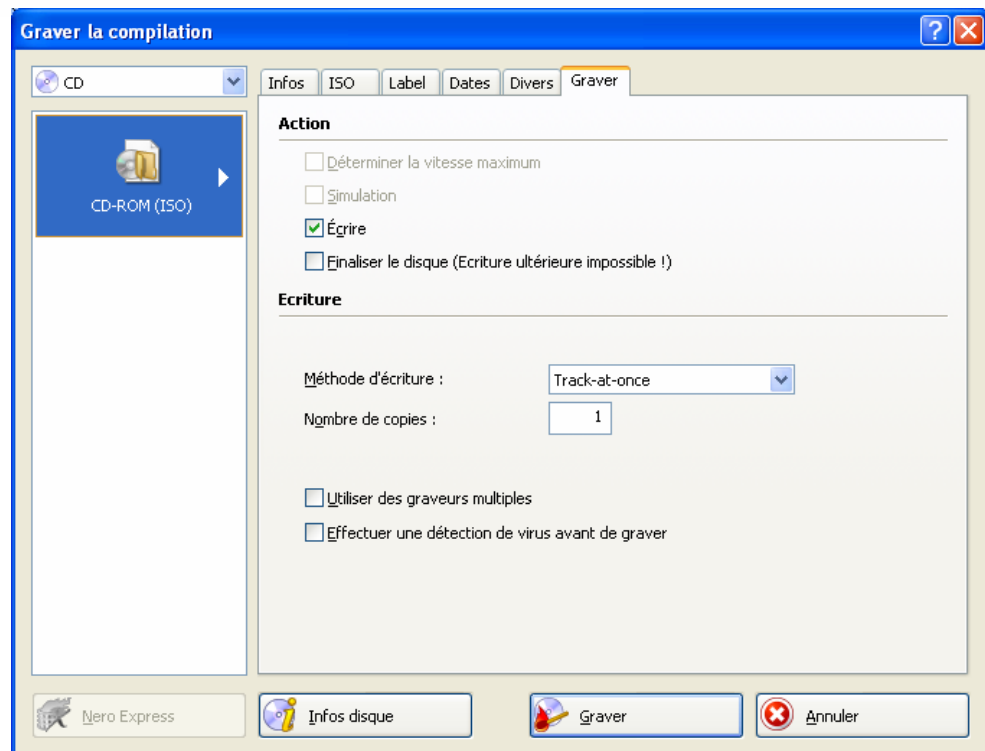 Graver la compilation
CD
Infos ISO Label Dates Divers Graver
CD-ROM (ISO)
Action
Déterminer la vitesse maximum
Simulation
Écrire
Finaliser le disque (Ecriture ultérieure impossible !)
Ecriture
Méthode d'écriture : Track-at-once
Nombre de copies : 1
Utiliser des graveurs multiples
Effectuer une détection de virus avant de graver
Nero Express Infos disque Graver Annuler